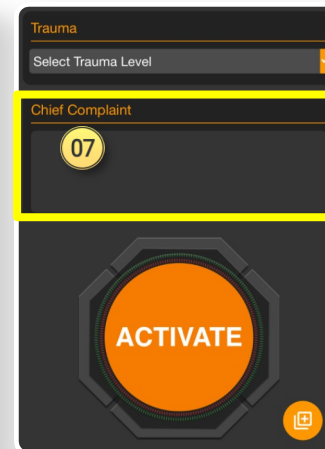 Trauma
Select Trauma Level
Chief Complaint
07
ACTIVATE